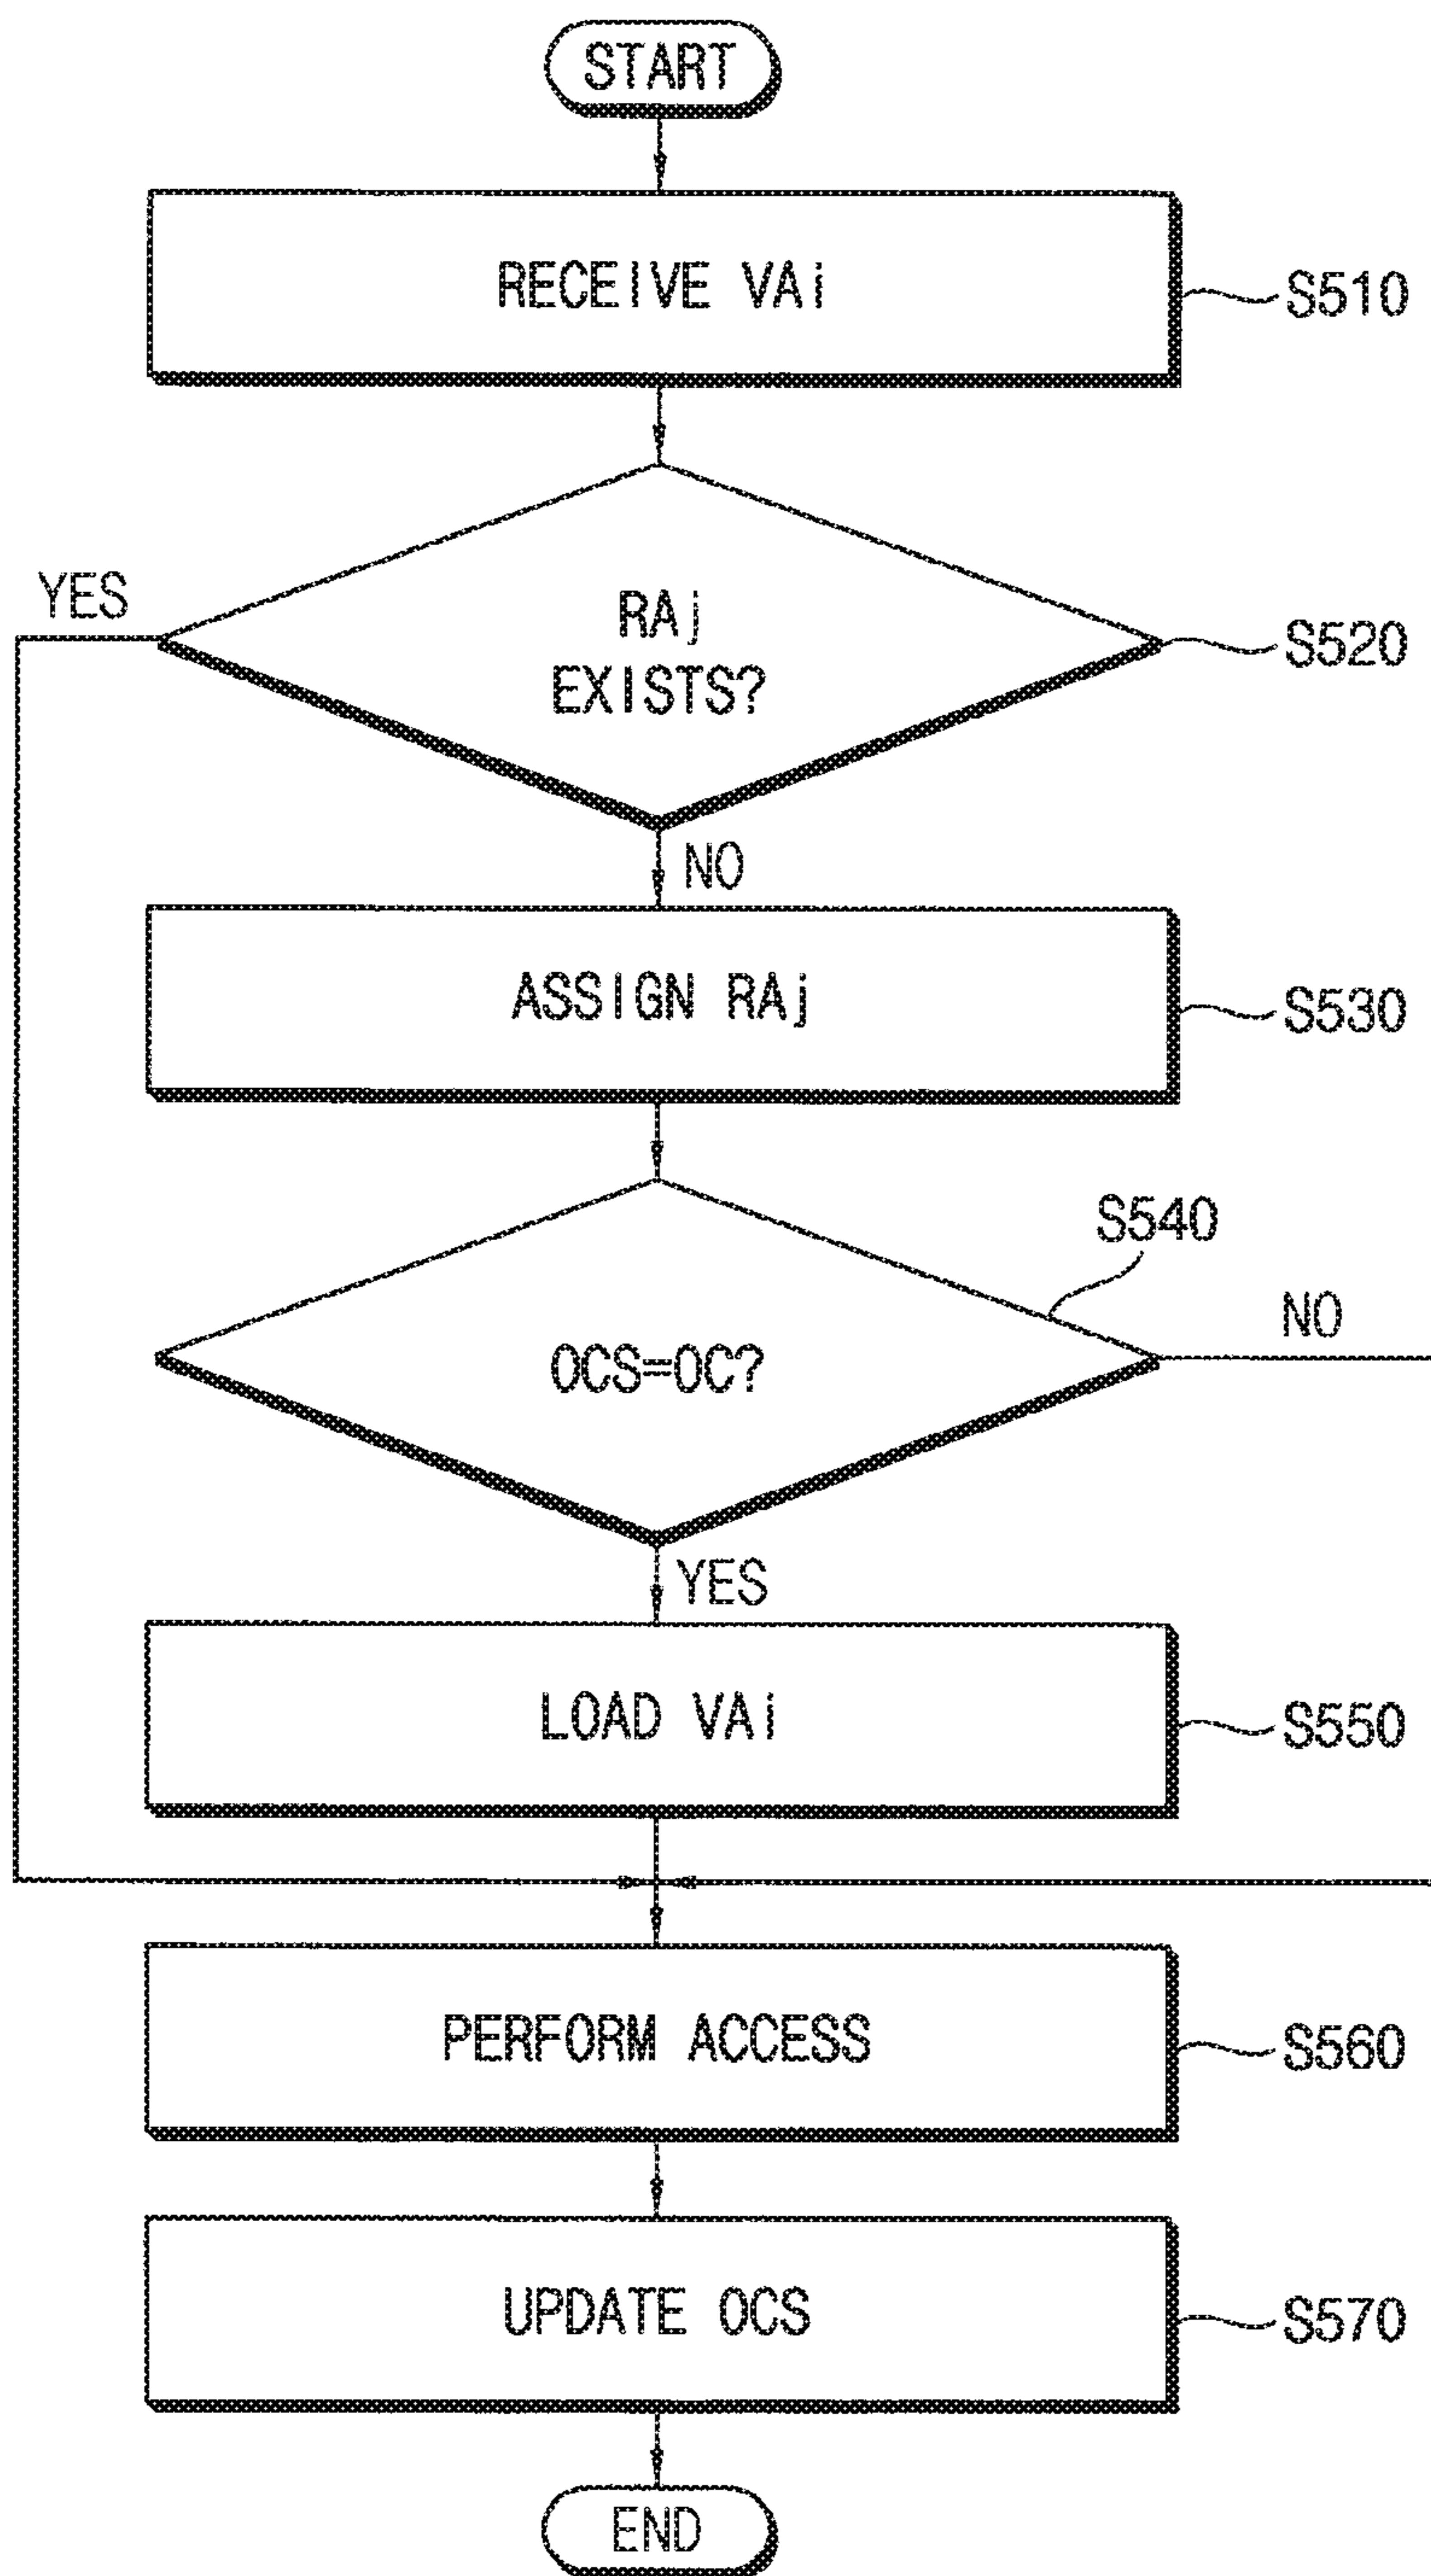 START
RECEIVE VAi
S510
YES
RAj
EXISTS?
S520
NO
ASSIGN RAj
S530
S540
NO
OCS=OC?
YES
LOAD VAi
S550
PERFORM ACCESS
S560
UPDATE OCS
S570
END